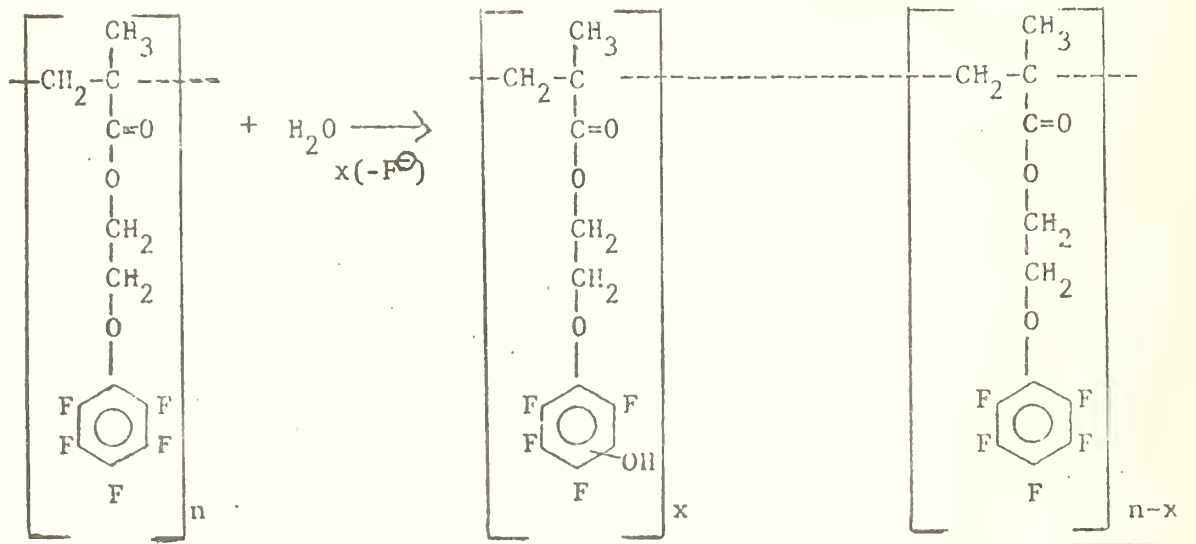 CH3 CH3 CH3
CH2-C CH2-C CH2-C
C=O + H2O → C=O C=O
x(-F⊖)
O O O
CH2 CH2 CH2
CH2 CH2 CH2
O O O
F F F F F F
F F F OH F F
F F F
n x n-x